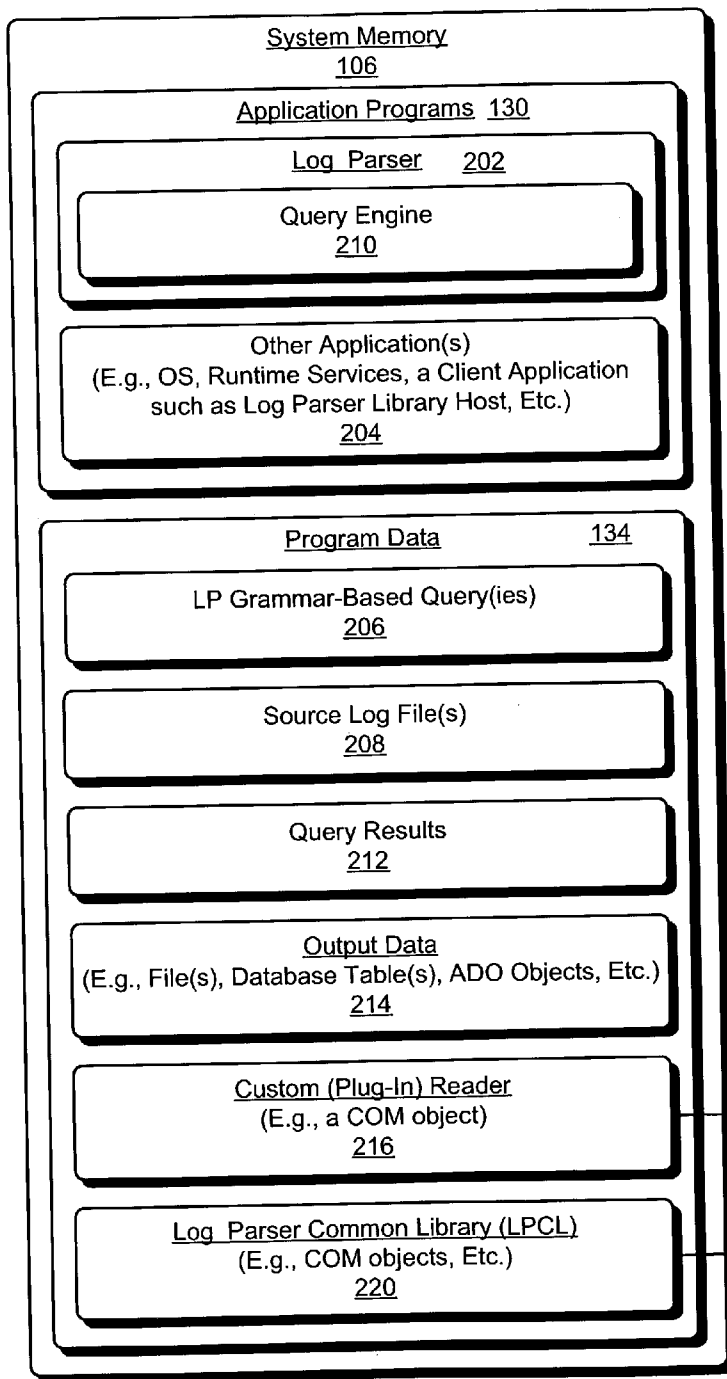 System Memory
106
Application Programs 130
Log Parser 202
Query Engine
210
Other Application(s)
(E.g., OS, Runtime Services, a Client Application
such as Log Parser Library Host, Etc.)
204
Program Data 134
LP Grammar-Based Query(ies)
206
Source Log File(s)
208
Query Results
212
Output Data
(E.g., File(s), Database Table(s), ADO Objects, Etc.)
214
Custom (Plug-In) Reader
(E.g., a COM object)
216
Log Parser Common Library (LPCL)
(E.g., COM objects, Etc.)
220